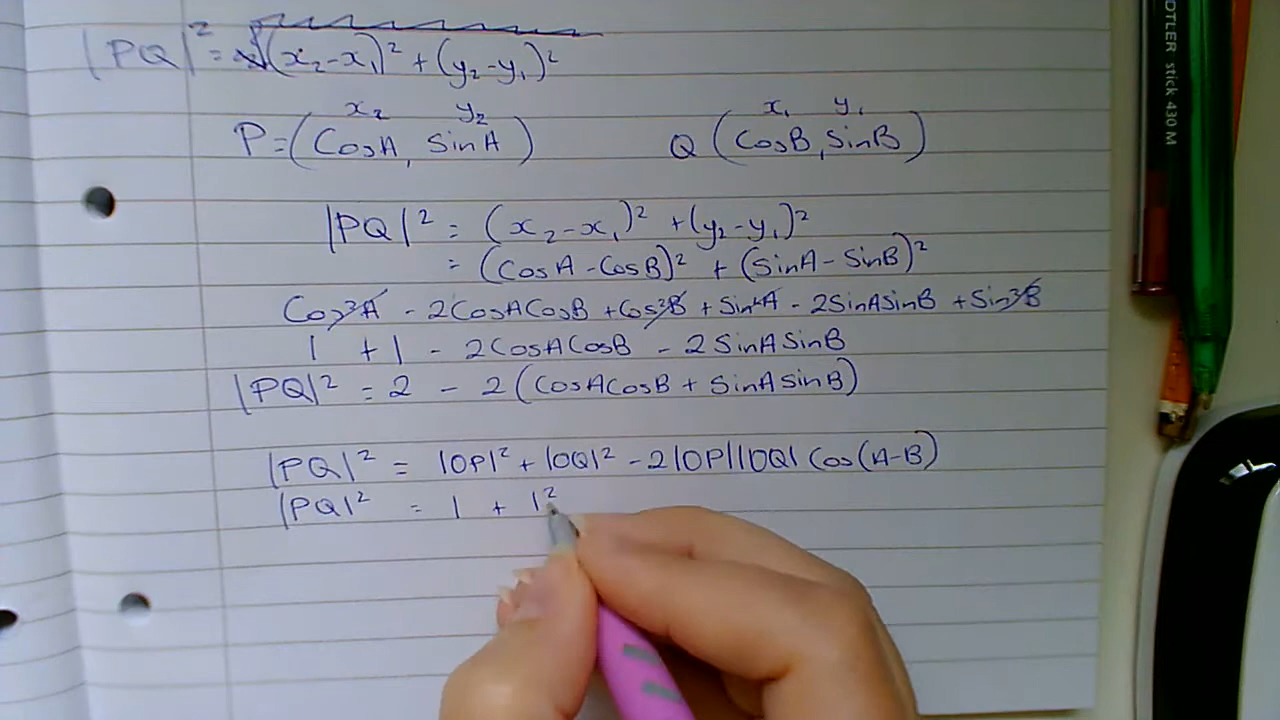 |PQ|² = √(x₂-x₁)² + (y₂-y₁)²
x₂ y₂ x₁ y₁
P=(CosA, SinA) Q(CosB, SinB)
|PQ|² = (x₂-x₁)² + (y₂-y₁)²
= (CosA - CosB)² + (SinA - SinB)²
Cos²A - 2CosACosB + Cos²B + Sin²A - 2SinASinB + Sin²B
1 + 1 - 2CosACosB - 2SinASinB
|PQ|² = 2 - 2(CosACosB + SinASinB)
|PQ|² = |OP|² + |OQ|² - 2|OP||OQ| Cos(A-B)
|PQ|² = 1 + 1²
stick 430 M